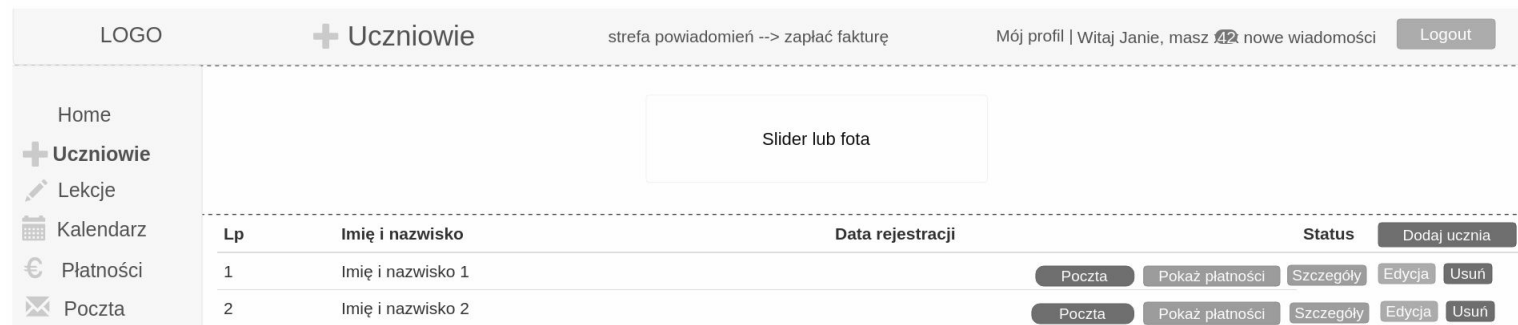 LOGO
Uczniowie
strefa powiadomień --> zapłać fakturę
Mój profil | Witaj Janie, masz 42 nowe wiadomości
Logout
Home
Uczniowie
Lekcje
Kalendarz
Płatności
Poczta
Slider lub fota
Lp Imię i nazwisko Data rejestracji Status Dodaj ucznia
1 Imię i nazwisko 1 Poczta Pokaż płatności Szczegóły Edycja Usuń
2 Imię i nazwisko 2 Poczta Pokaż płatności Szczegóły Edycja Usuń